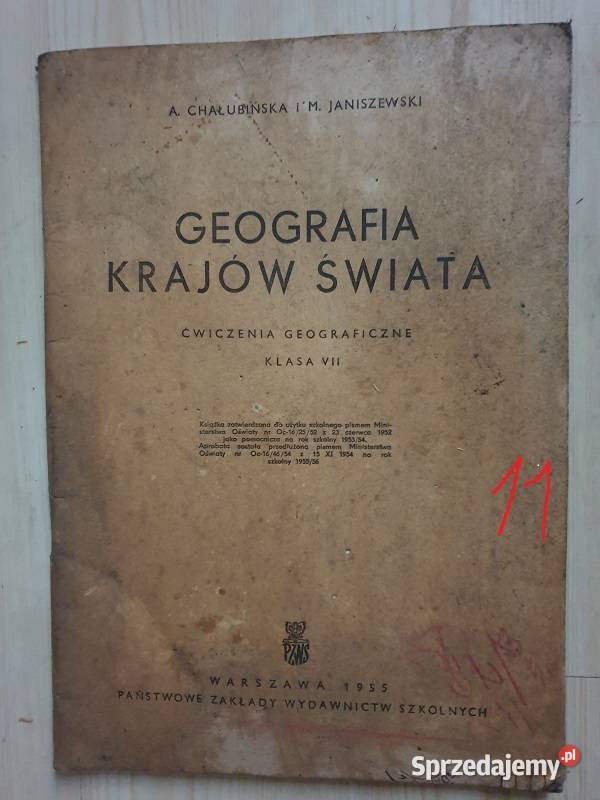 A. CHAŁUBIŃSKA i M. JANISZEWSKI
GEOGRAFIA
KRAJÓW ŚWIATA
ĆWICZENIA GEOGRAFICZNE
KLASA VII
Książka zatwierdzona do użytku szkolnego pismem Mini-
sterstwa Oświaty nr Oc-16/25/52 z 23 czerwca 1952
jako pomocnicza na rok szkolny 1953/54.
Aprobata została przedłużona pismem Ministerstwa
Oświaty nr Oc-16/46/54 z 15 XI 1954 na rok
szkolny 1955/56
11
PZWS
WARSZAWA 1955
PAŃSTWOWE ZAKŁADY WYDAWNICTW SZKOLNYCH
Sprzedajemy.pl